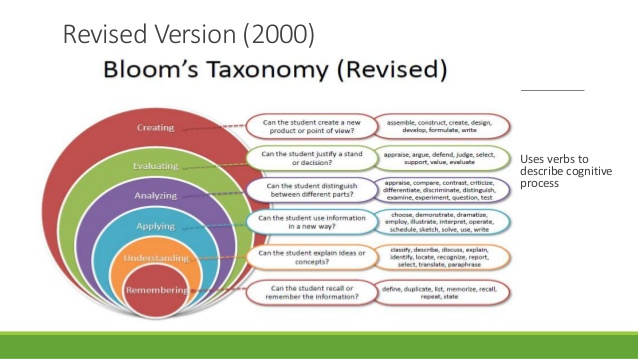 Revised Version (2000)
Bloom's Taxonomy (Revised)
Creating
Can the student create a new
product or point of view?
assemble, construct, create, design,
develop, formulate, write
Evaluating
Can the student justify a stand
or decision?
appraise, argue, defend, judge, select,
support, value, evaluate
Analyzing
Can the student distinguish
between different parts?
appraise, compare, contrast, criticize,
differentiate, discriminate, distinguish,
examine, experiment, question, test
Applying
Can the student use information
in a new way?
choose, demonstrate, dramatize,
employ, illustrate, interpret, operate,
schedule, sketch, solve, use, write
Understanding
Can the student explain ideas or
concepts?
classify, describe, discuss, explain,
identify, locate, recognize, report,
select, translate, paraphrase
Remembering
Can the student recall or
remember the information?
define, duplicate, list, memorize, recall,
repeat, state
Uses verbs to
describe cognitive
process